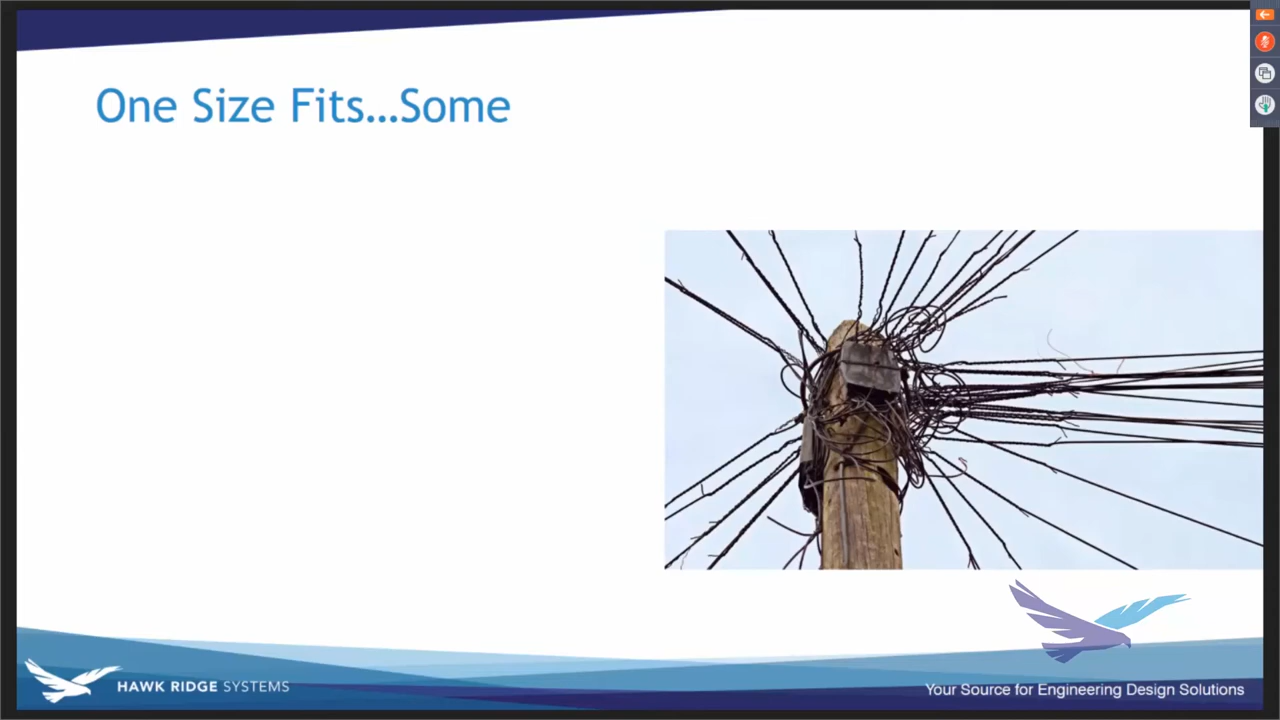 One Size Fits...Some
HAWK RIDGE SYSTEMS
Your Source for Engineering Design Solutions